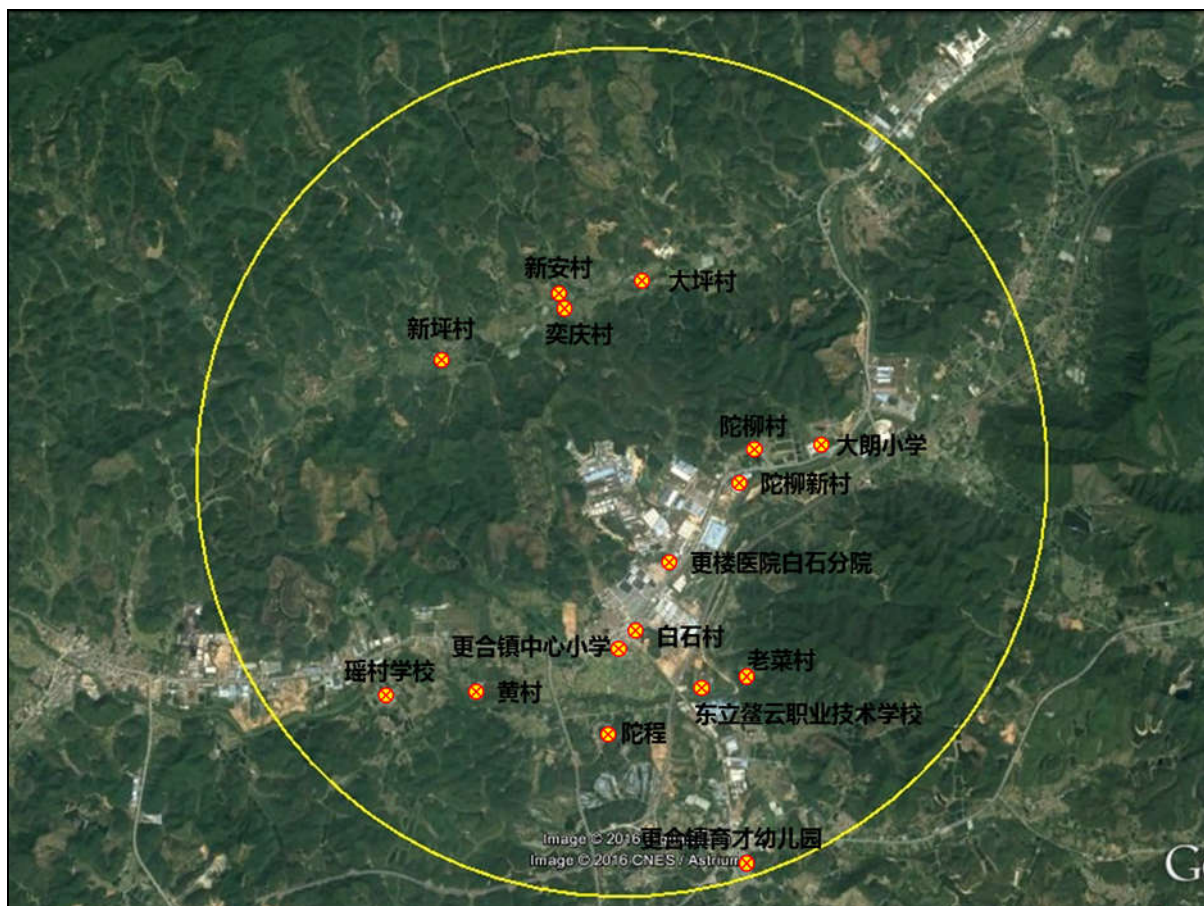 新安村
大坪村
新坪村
奕庆村
陀柳村
大朗小学
陀柳新村
更楼医院白石分院
白石村
更合镇中心小学
老菜村
瑶村学校
黄村
东立鳌云职业技术学校
陀程
更合镇育才幼儿园
Image © 2016
Image © 2016 CNES / Astrium